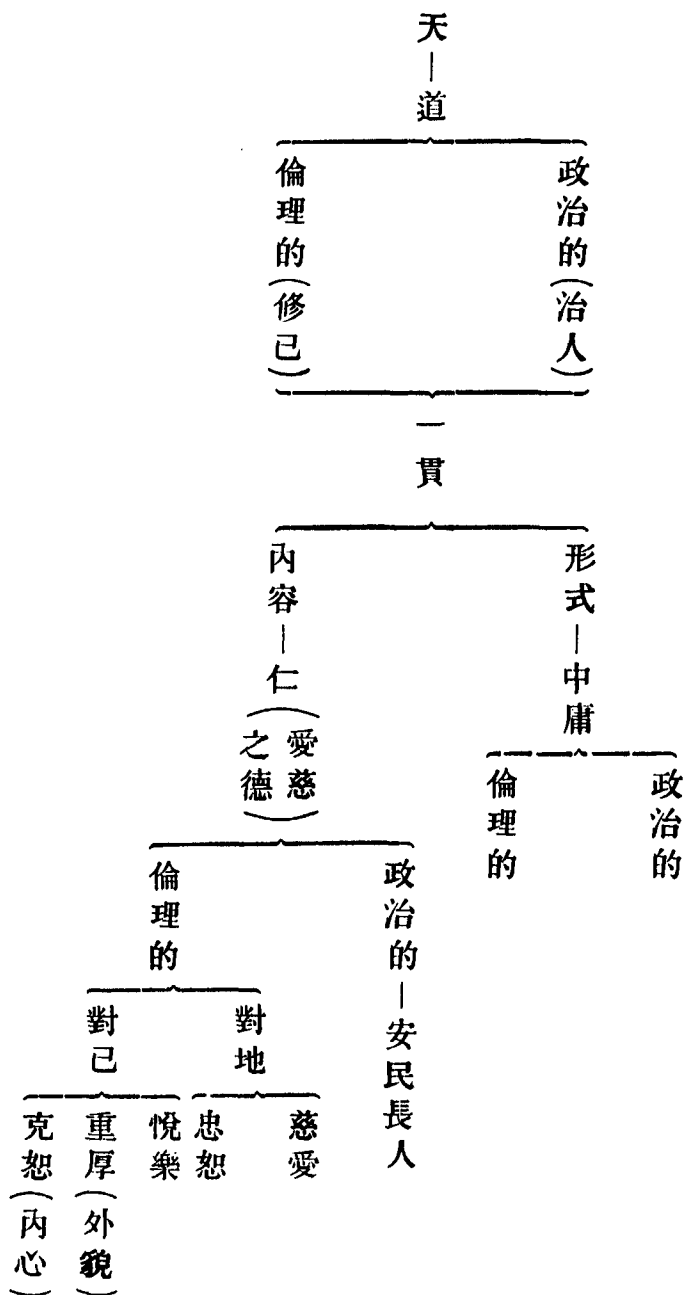 天—道
政治的(治人)
倫理的(修已)
一貫
形式—中庸
政治的
倫理的
內容—仁(愛慈之德)
政治的—安民長人
倫理的
對地
慈愛
忠恕
對已
悅樂
重厚(外貌)
克恕(內心)